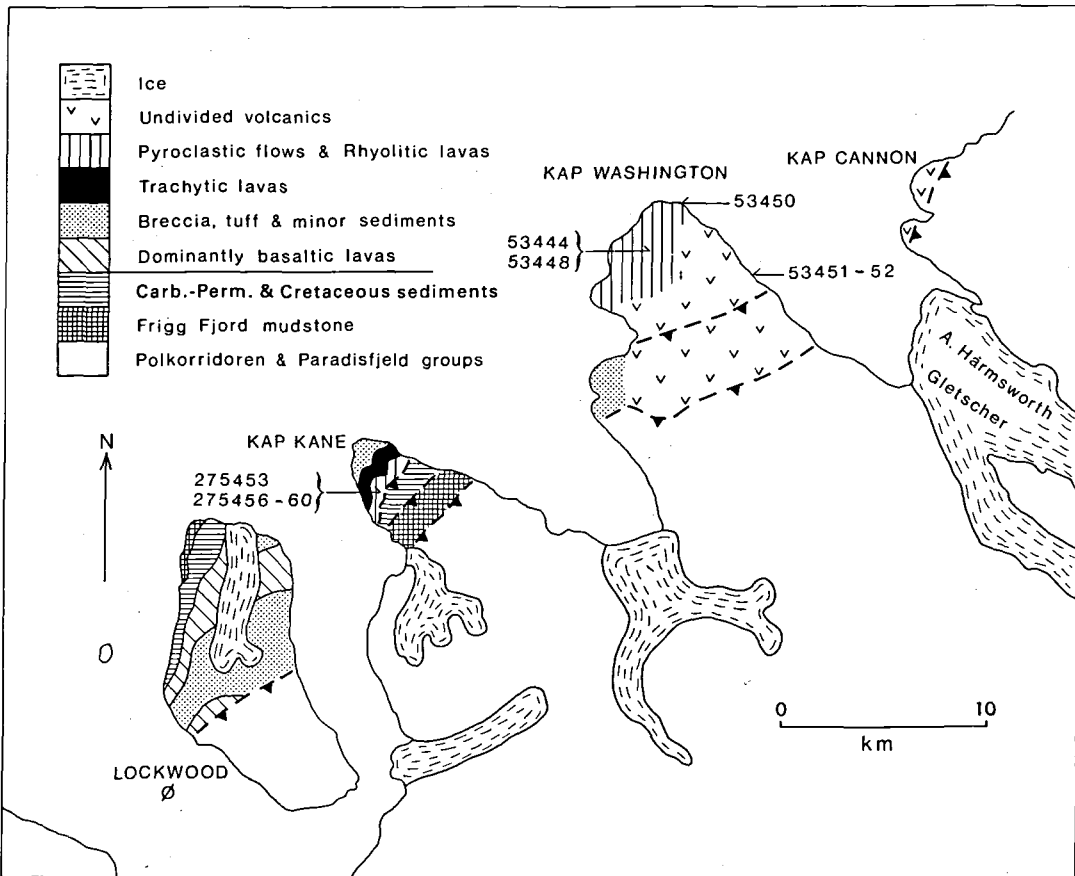 Ice
Undivided volcanics
Pyroclastic flows & Rhyolitic lavas
Trachytic lavas
Breccia, tuff & minor sediments
Dominantly basaltic lavas
Carb.-Perm. & Cretaceous sediments
Frigg Fjord mudstone
Polkorridoren & Paradisfjeld groups
KAP CANNON
KAP WASHINGTON
53450
53444
53448
53451-52
A. Harmsworth
Gletscher
N
KAP KANE
275453
275456-60
0 10
km
LOCKWOOD
Ø